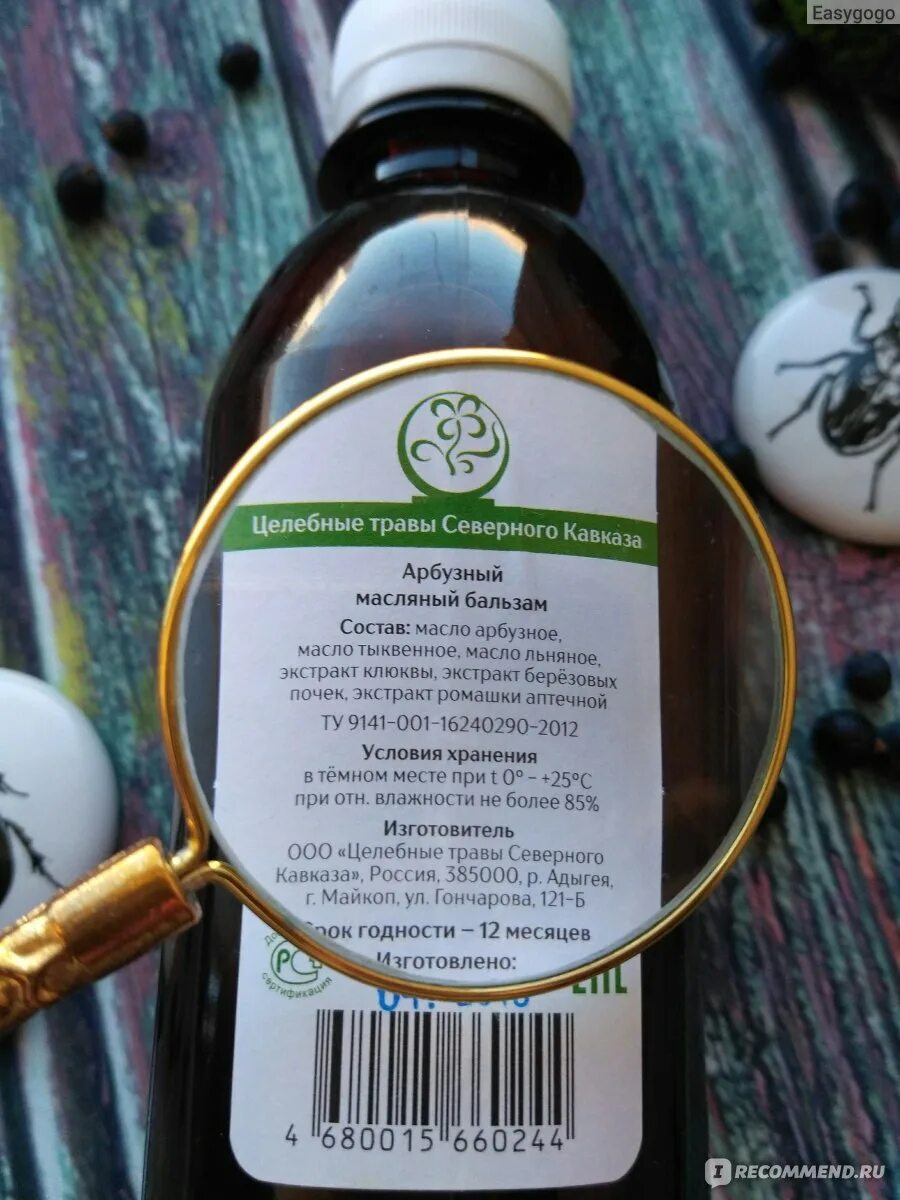 Easygogo
Целебные травы Северного Кавказа
Арбузный
масляный бальзам
Состав: масло арбузное,
масло тыквенное, масло льняное,
экстракт клюквы, экстракт берёзовых
почек, экстракт ромашки аптечной
ТУ 9141-001-16240290-2012
Условия хранения
в тёмном месте при t 0° - +25°С
при отн. влажности не более 85%
Изготовитель
ООО «Целебные травы Северного
Кавказа», Россия, 385000, р. Адыгея,
г. Майкоп, ул. Гончарова, 121-Б
годности – 12 месяцев
Изготовлено:
РСТ
сертификация
4 680015 660244
IRECOMMEND.RU